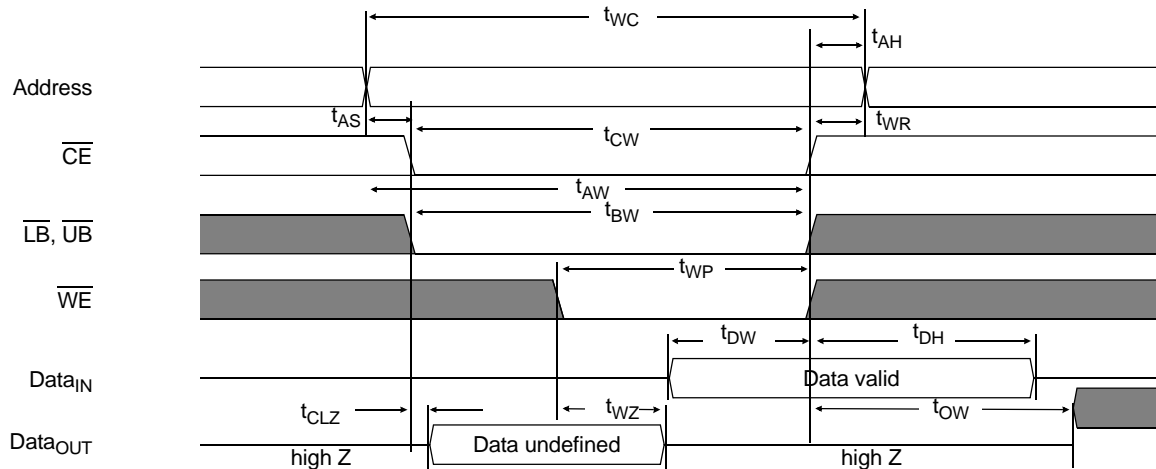 tWC
tAH
Address
tAS
tCW
tWR
CE
tAW
tBW
LB, UB
tWP
WE
tDW
tDH
DataIN
Data valid
tCLZ
tWZ
tOW
DataOUT
Data undefined
high Z
high Z